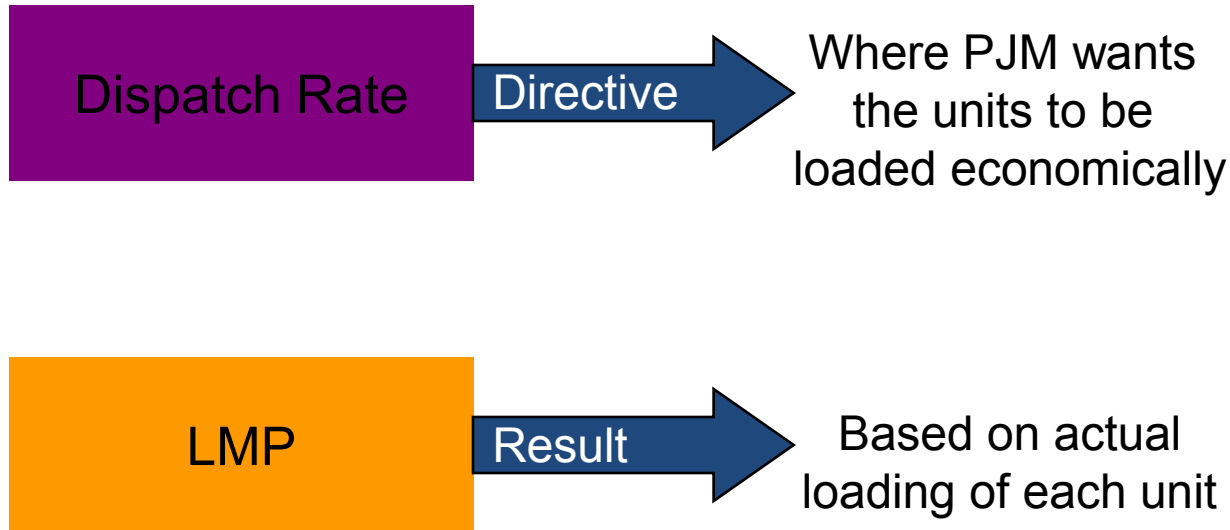 Dispatch Rate
Directive
Where PJM wants
the units to be
loaded economically
LMP
Result
Based on actual
loading of each unit